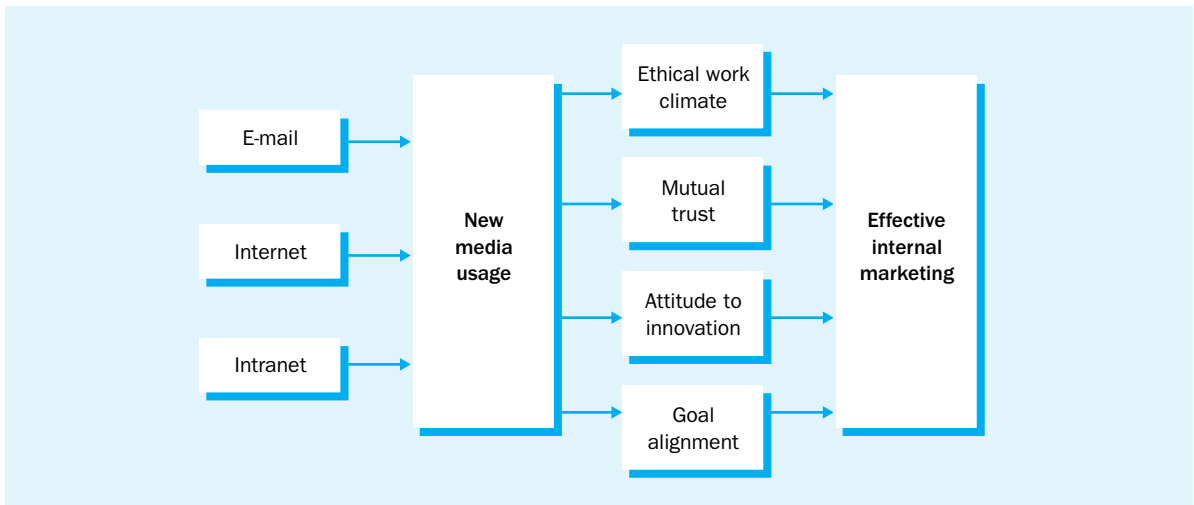 E-mail
Internet
Intranet
New
media
usage
Ethical work
climate
Mutual
trust
Attitude to
innovation
Goal
alignment
Effective
internal
marketing